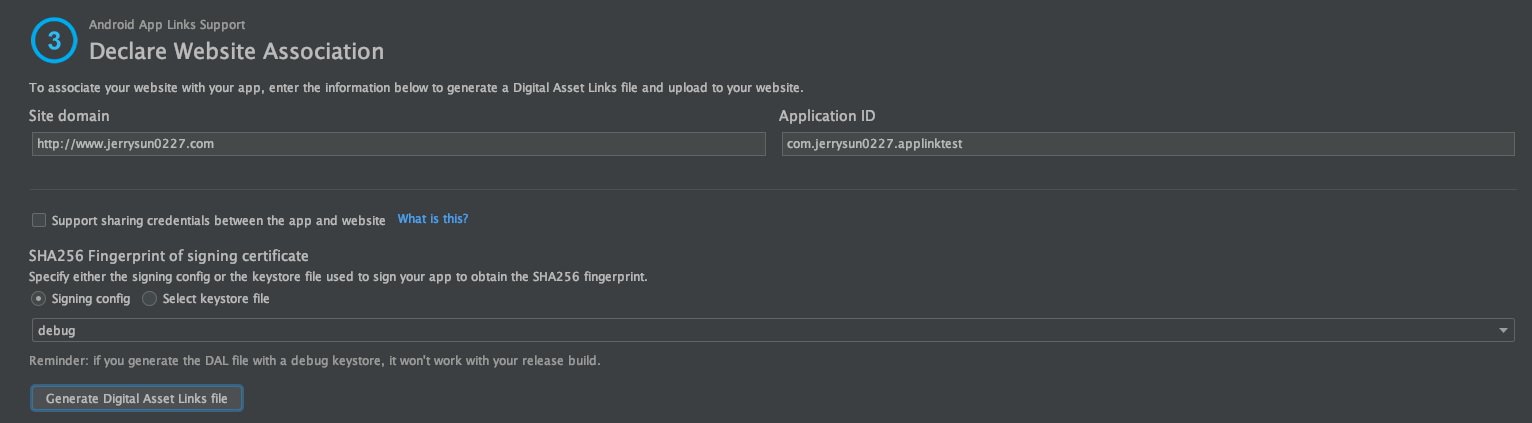 Android App Links Support
3
Declare Website Association
To associate your website with your app, enter the information below to generate a Digital Asset Links file and upload to your website.
Site domain
Application ID
http://www.jerrysun0227.com
com.jerrysun0227.applinktest
Support sharing credentials between the app and website What is this?
SHA256 Fingerprint of signing certificate
Specify either the signing config or the keystore file used to sign your app to obtain the SHA256 fingerprint.
Signing config Select keystore file
debug
Reminder: if you generate the DAL file with a debug keystore, it won't work with your release build.
Generate Digital Asset Links file